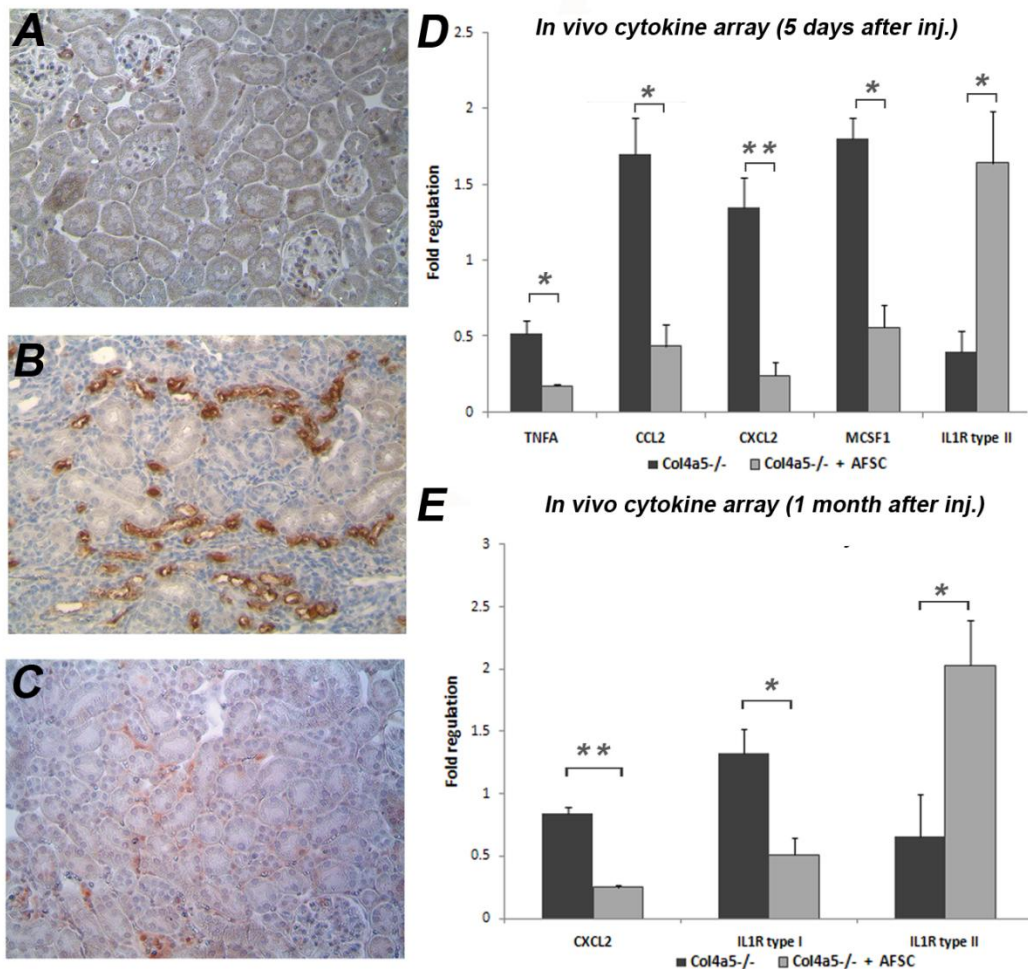 A
B
C
D In vivo cytokine array (5 days after inj.)
Fold regulation
2.5
2
1.5
1
0.5
0
*
*
* *
*
*
TNFA CCL2 CXCL2 MCSF1 IL1R type II
Col4a5-/- Col4a5-/- + AFSC
E In vivo cytokine array (1 month after inj.)
Fold regulation
3
2.5
2
1.5
1
0.5
0
* *
*
*
CXCL2 IL1R type I IL1R type II
Col4a5-/- Col4a5-/- + AFSC